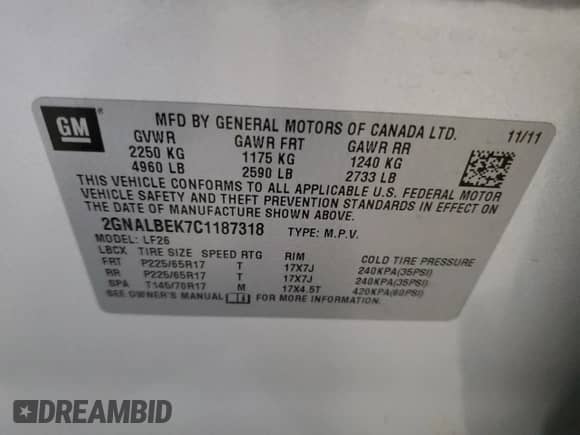 GM
MFD BY GENERAL MOTORS OF CANADA LTD.
11/11
GVWR GAWR FRT GAWR RR
2250 KG 1175 KG 1240 KG
4960 LB 2590 LB 2733 LB
THIS VEHICLE CONFORMS TO ALL APPLICABLE U.S. FEDERAL MOTOR
VEHICLE SAFETY AND THEFT PREVENTION STANDARDS IN EFFECT ON
THE DATE OF MANUFACTURE SHOWN ABOVE.
2GNALBEK7C1187318 TYPE: M.P.V.
MODEL: LF26
LBCX TIRE SIZE SPEED RTG RIM COLD TIRE PRESSURE
FRT P225/65R17 T 17X7J 240KPA(35PSI)
RR P225/65R17 T 17X7J 240KPA(35PSI)
SPA T145/70R17 M 17X4.5T 420KPA(60PSI)
SEE OWNER'S MANUAL FOR MORE INFORMATION.
DREAMBID